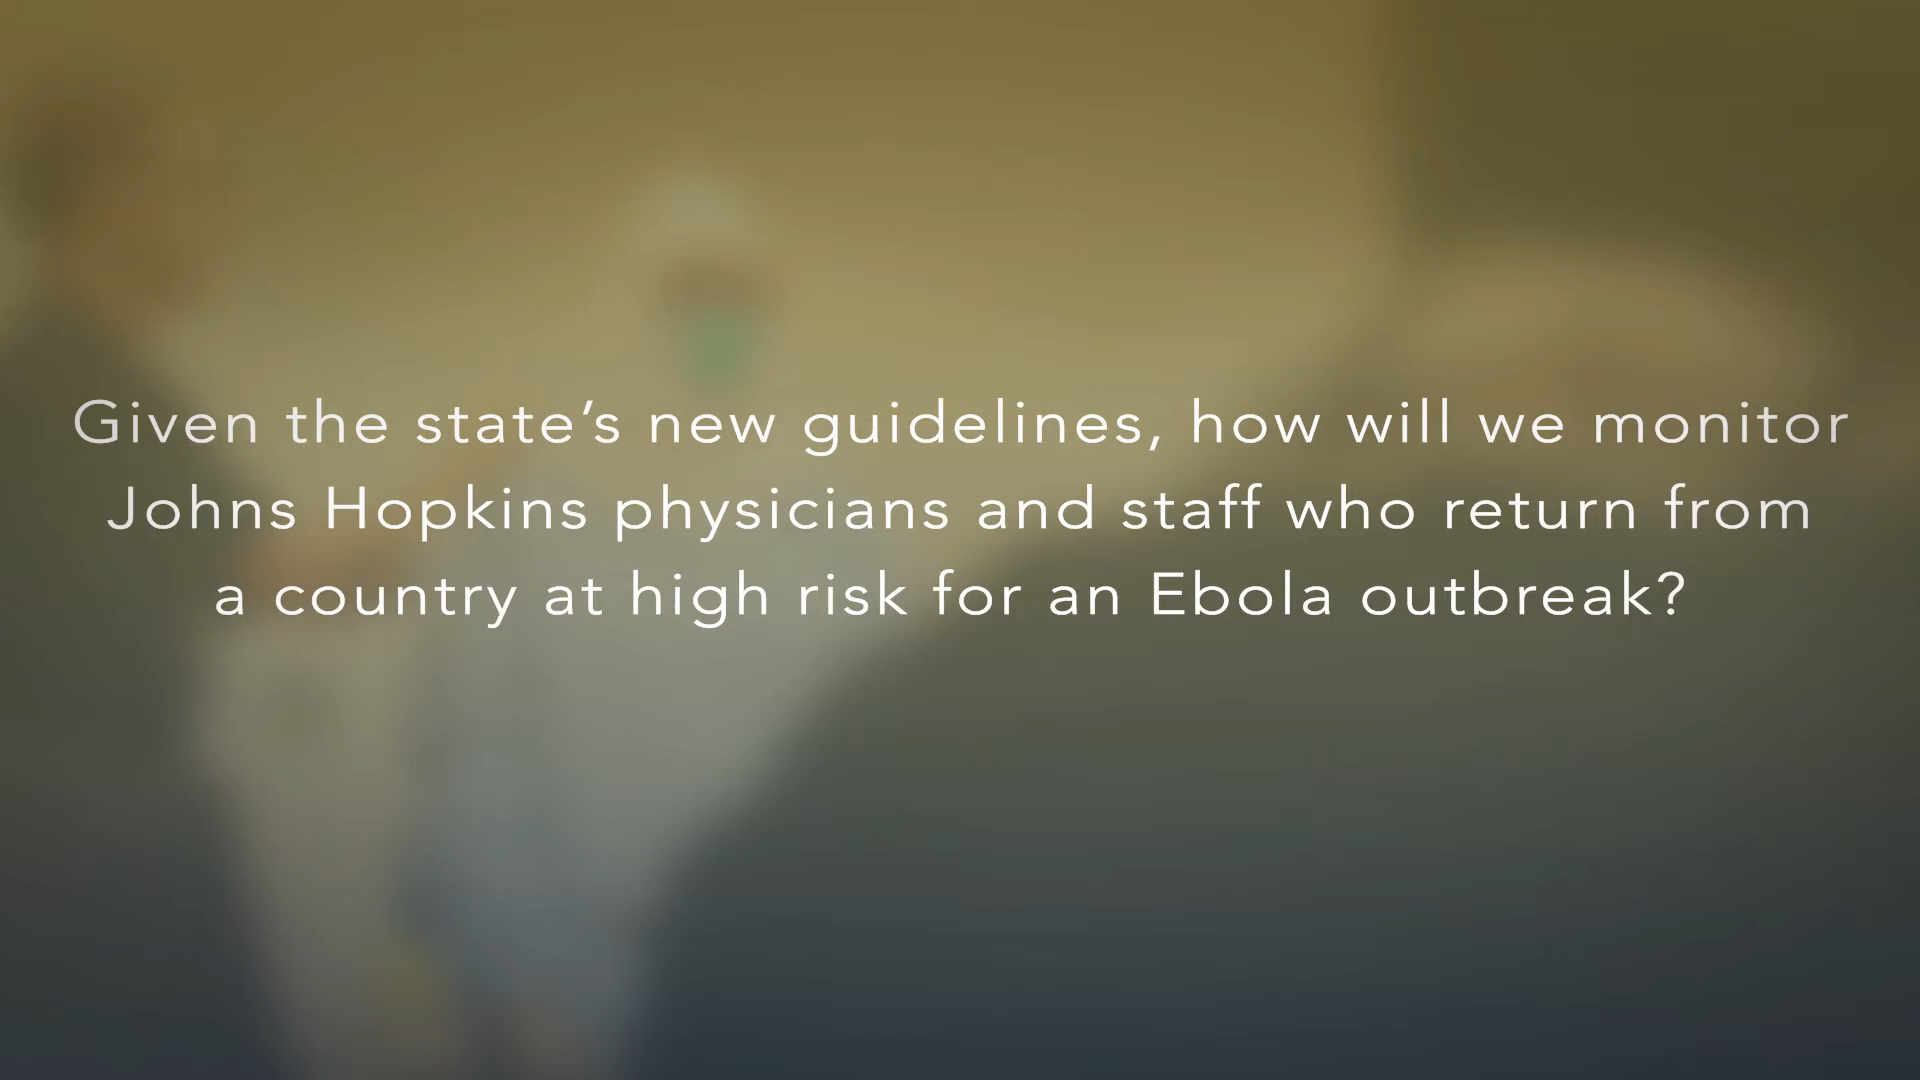 Given the state’s new guidelines, how will we monitor
Johns Hopkins physicians and staff who return from
a country at high risk for an Ebola outbreak?